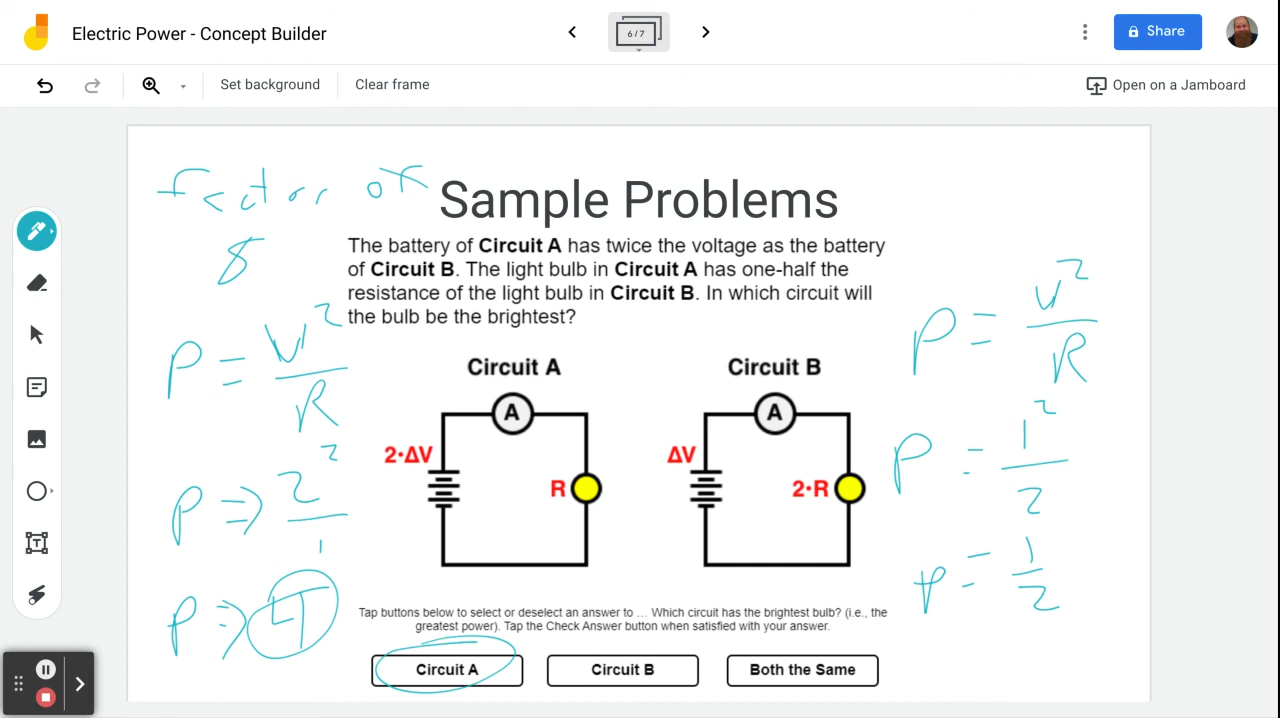 Electric Power - Concept Builder
6 / 7
Share
Set background
Clear frame
Open on a Jamboard
factor of
8
Sample Problems
The battery of Circuit A has twice the voltage as the battery
of Circuit B. The light bulb in Circuit A has one-half the
resistance of the light bulb in Circuit B. In which circuit will
the bulb be the brightest?
P = V²/R
P ⇒ 2²/1
P ⇒ 4
Circuit A
A
2·ΔV
R
Circuit B
A
ΔV
2·R
P = V²/R
P = 1²/2
P = 1/2
Tap buttons below to select or deselect an answer to ... Which circuit has the brightest bulb? (i.e., the
greatest power). Tap the Check Answer button when satisfied with your answer.
Circuit A
Circuit B
Both the Same